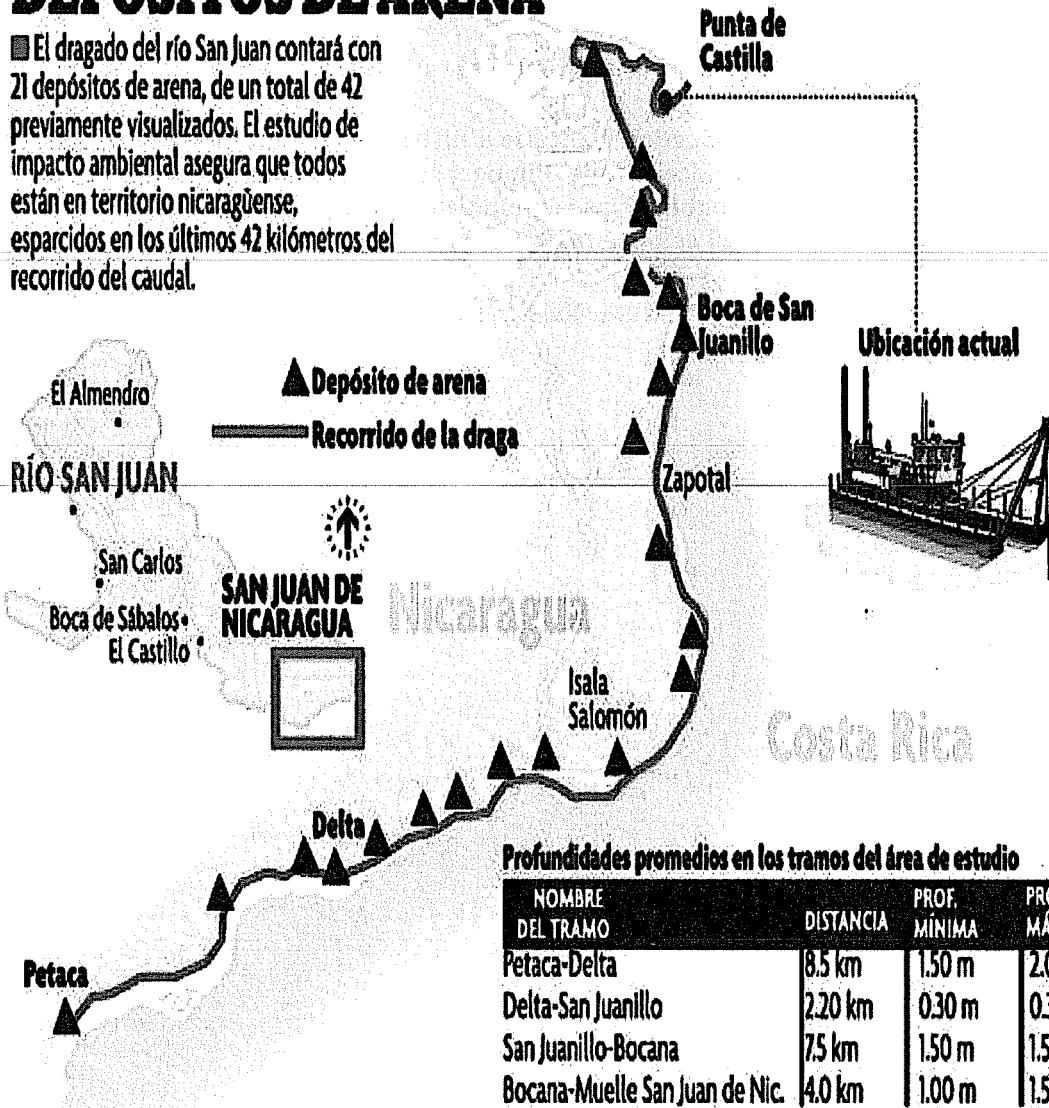 DEPÓSITOS DE ARENA
El dragado del río San Juan contará con
21 depósitos de arena, de un total de 42
previamente visualizados. El estudio de
impacto ambiental asegura que todos
están en territorio nicaragüense,
esparcidos en los últimos 42 kilómetros del
recorrido del caudal.
Punta de
Castilla
Boca de San
Juanillo
Ubicación actual
Depósito de arena
Recorrido de la draga
El Almendro
RÍO SAN JUAN
San Carlos
Boca de Sábalos
El Castillo
SAN JUAN DE
NICARAGUA
Nicaragua
Zapotal
Isala
Salomón
Costa Rica
Delta
Petaca
Profundidades promedios en los tramos del área de estudio
NOMBRE DEL TRAMO DISTANCIA PROF. MÍNIMA
Petaca-Delta 8.5 km 1.50 m
Delta-San Juanillo 2.20 km 0.30 m
San Juanillo-Bocana 7.5 km 1.50 m
Bocana-Muelle San Juan de Nic. 4.0 km 1.00 m